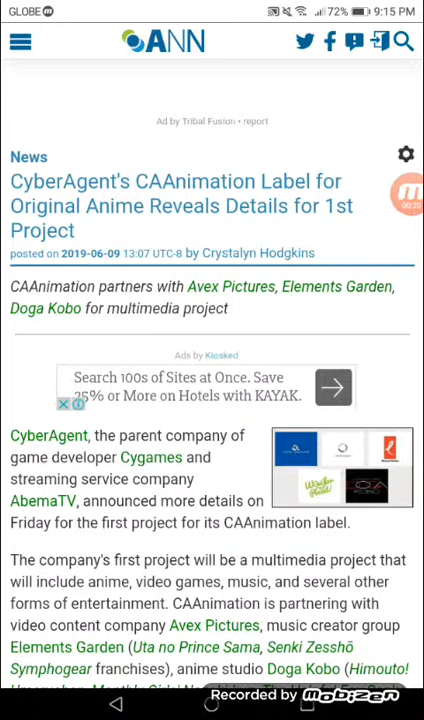 GLOBE 72% 9:15 PM
ANN
Ad by Tribal Fusion • report
News
CyberAgent's CAAnimation Label for
Original Anime Reveals Details for 1st
Project
00:20
posted on 2019-06-09 13:07 UTC-8 by Crystalyn Hodgkins
CAAnimation partners with Avex Pictures, Elements Garden,
Doga Kobo for multimedia project
Ads by Kiosked
Search 100s of Sites at Once. Save
25% or More on Hotels with KAYAK.
CyberAgent, the parent company of
game developer Cygames and
streaming service company
AbemaTV, announced more details on
Friday for the first project for its CAAnimation label.
The company's first project will be a multimedia project that
will include anime, video games, music, and several other
forms of entertainment. CAAnimation is partnering with
video content company Avex Pictures, music creator group
Elements Garden (Uta no Prince Sama, Senki Zesshō
Symphogear franchises), anime studio Doga Kobo (Himouto!
Recorded by mobizen